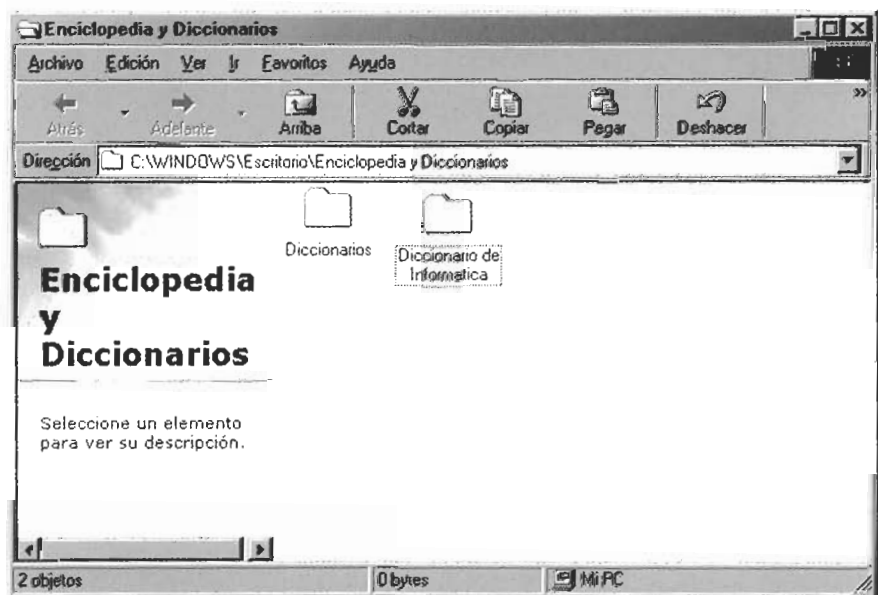 Enciclopedia y Diccionarios
Archivo Edición Ver Ir Favoritos Ayuda
Atrás Adelante Arriba Cortar Copiar Pegar Deshacer »
Dirección C:\WINDOWS\Escritorio\Enciclopedia y Diccionarios
Diccionarios
Diccionario de
Informatica
Enciclopedia
y
Diccionarios
Seleccione un elemento
para ver su descripción.
2 objetos 0 bytes Mi PC